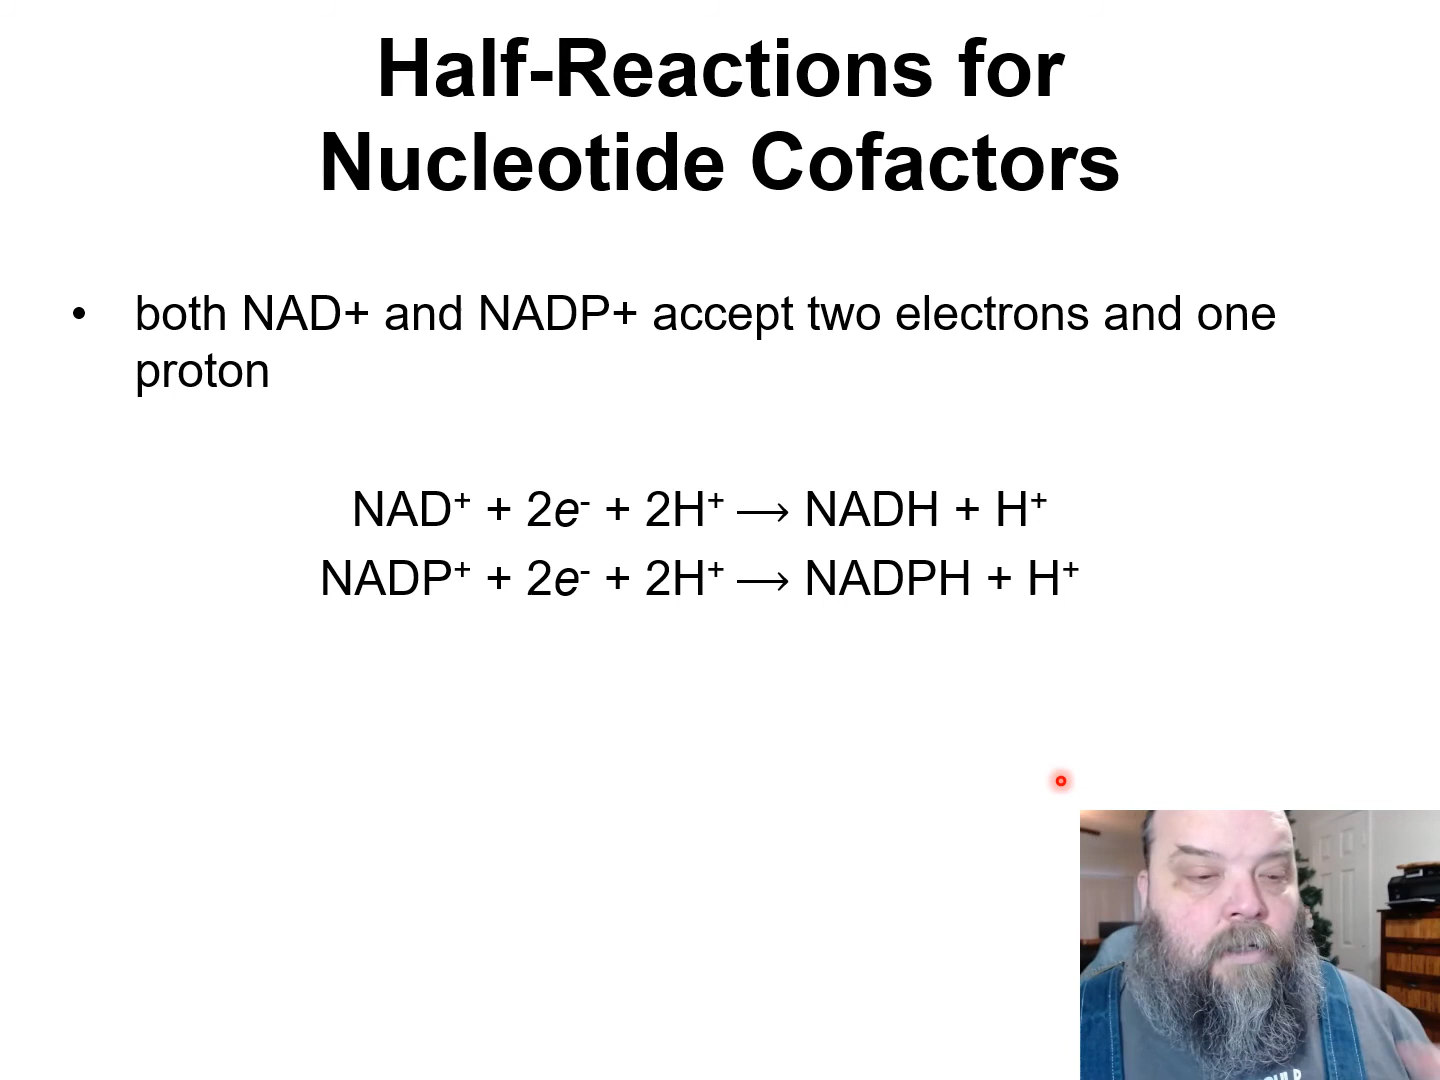 Half-Reactions for
Nucleotide Cofactors
• both NAD+ and NADP+ accept two electrons and one
proton
NAD⁺ + 2e⁻ + 2H⁺ ⟶ NADH + H⁺
NADP⁺ + 2e⁻ + 2H⁺ ⟶ NADPH + H⁺